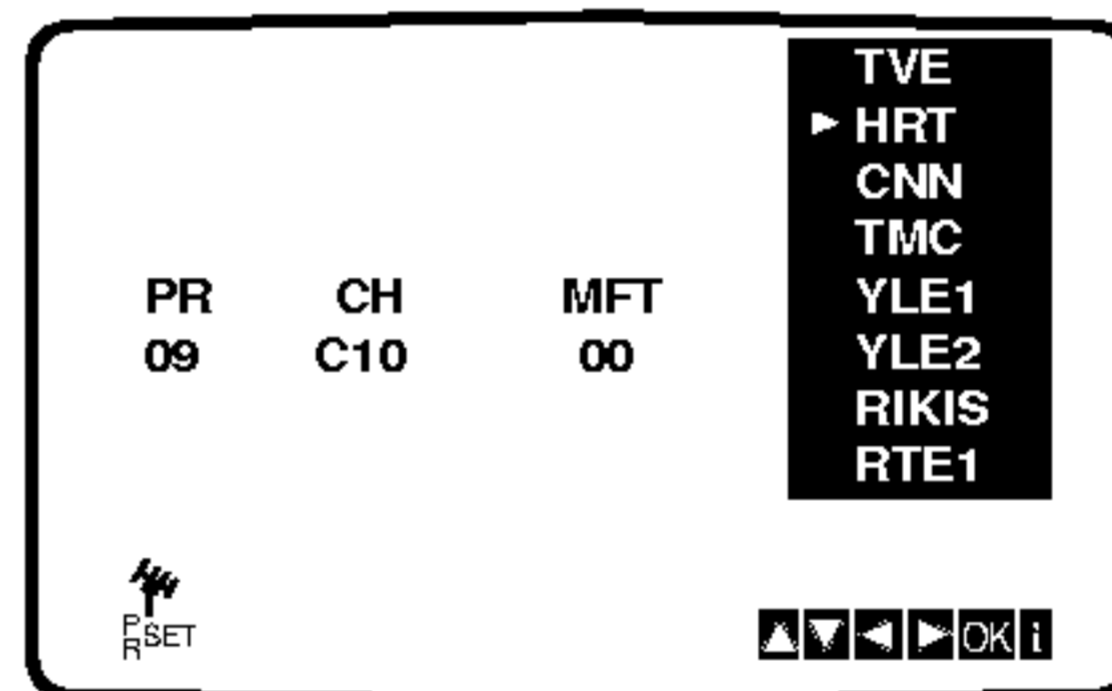 TVE
HRT
CNN
TMC
PR CH MFT YLE1
09 C10 00 YLE2
RIKIS
RTE1
PR SET
OK i